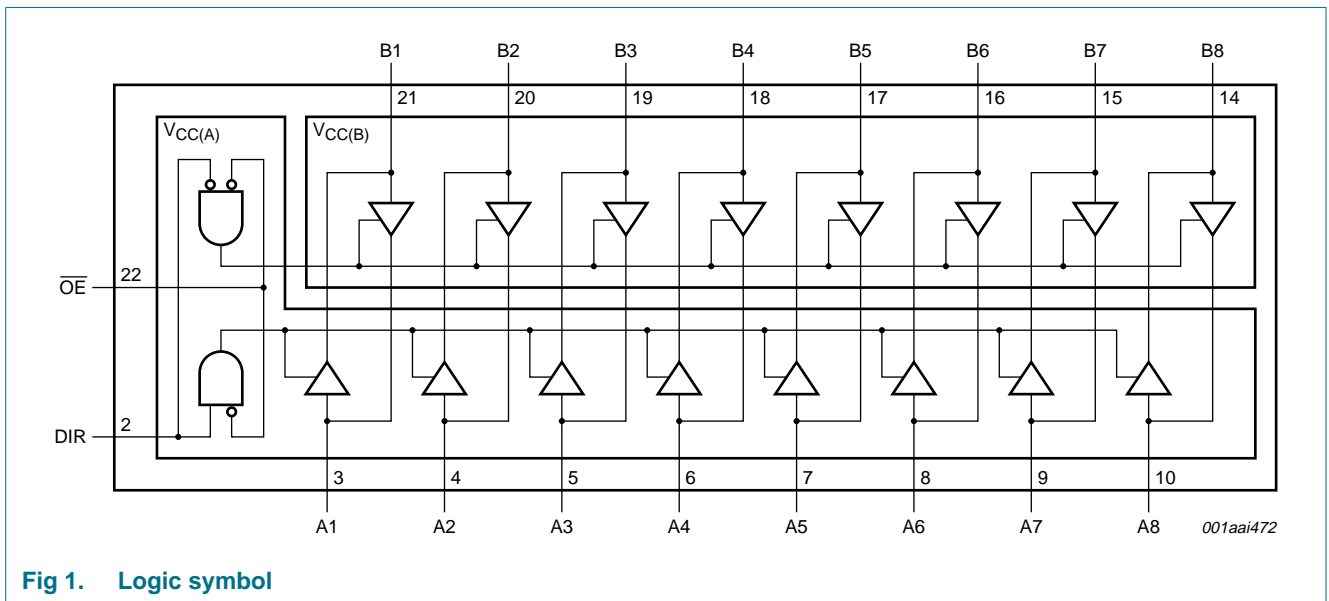 B1 B2 B3 B4 B5 B6 B7 B8
21 20 19 18 17 16 15 14
VCC(A) VCC(B)
22
OE
2
DIR
3 4 5 6 7 8 9 10
A1 A2 A3 A4 A5 A6 A7 A8 001aai472
Fig 1. Logic symbol